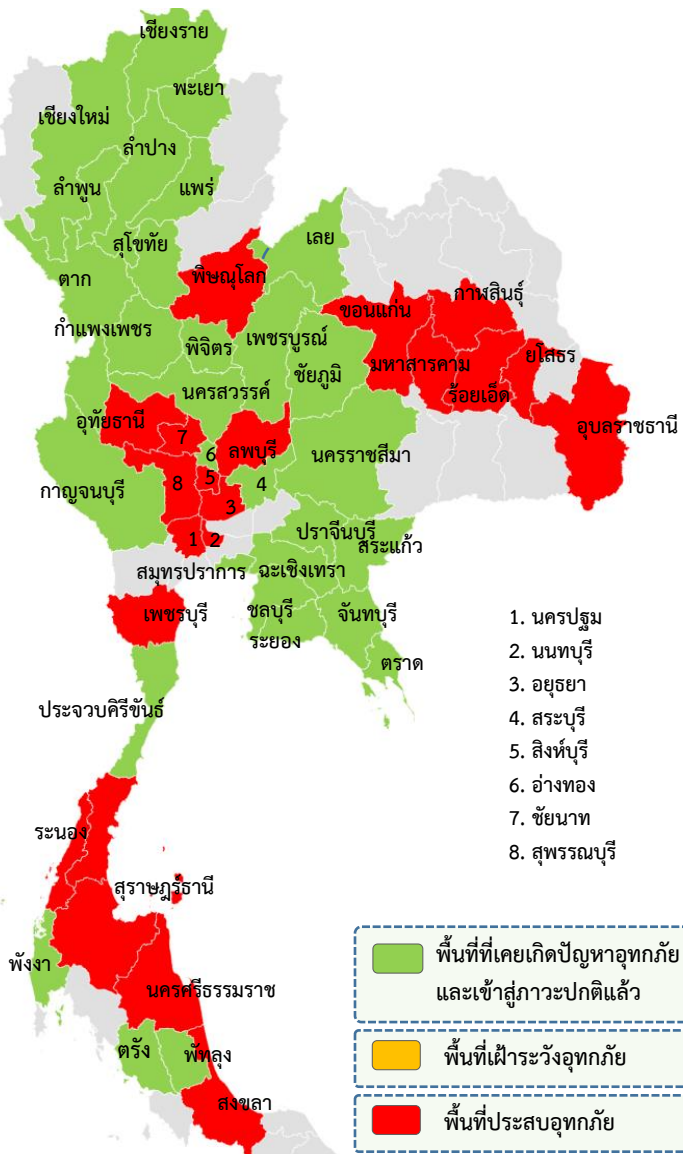 เชียงราย
พะเยา
เชียงใหม่
ลำปาง
ลำพูน
แพร่
สุโขทัย
เลย
ตาก
พิษณุโลก
กาฬสินธุ์
ขอนแก่น
กำแพงเพชร
เพชรบูรณ์
พิจิตร
ยโสธร
มหาสารคาม
ชัยภูมิ
นครสวรรค์
ร้อยเอ็ด
อุทัยธานี
อุบลราชธานี
7
ลพบุรี
6
นครราชสีมา
5
8
4
กาญจนบุรี
3
ปราจีนบุรี
1
2
สระแก้ว
สมุทรปราการ
ฉะเชิงเทรา
เพชรบุรี
ชลบุรี
จันทบุรี
ระยอง
ตราด
1. นครปฐม
2. นนทบุรี
3. อยุธยา
4. สระบุรี
5. สิงห์บุรี
6. อ่างทอง
7. ชัยนาท
8. สุพรรณบุรี
ประจวบคิรีขันธ์
ระนอง
สุราษฎร์ธานี
พังงา
นครศรีธรรมราช
ตรัง
พัทลุง
สงขลา
พื้นที่ที่เคยเกิดปัญหาอุทกภัย
และเข้าสู่ภาวะปกติแล้ว
พื้นที่เฝ้าระวังอุทกภัย
พื้นที่ประสบอุทกภัย